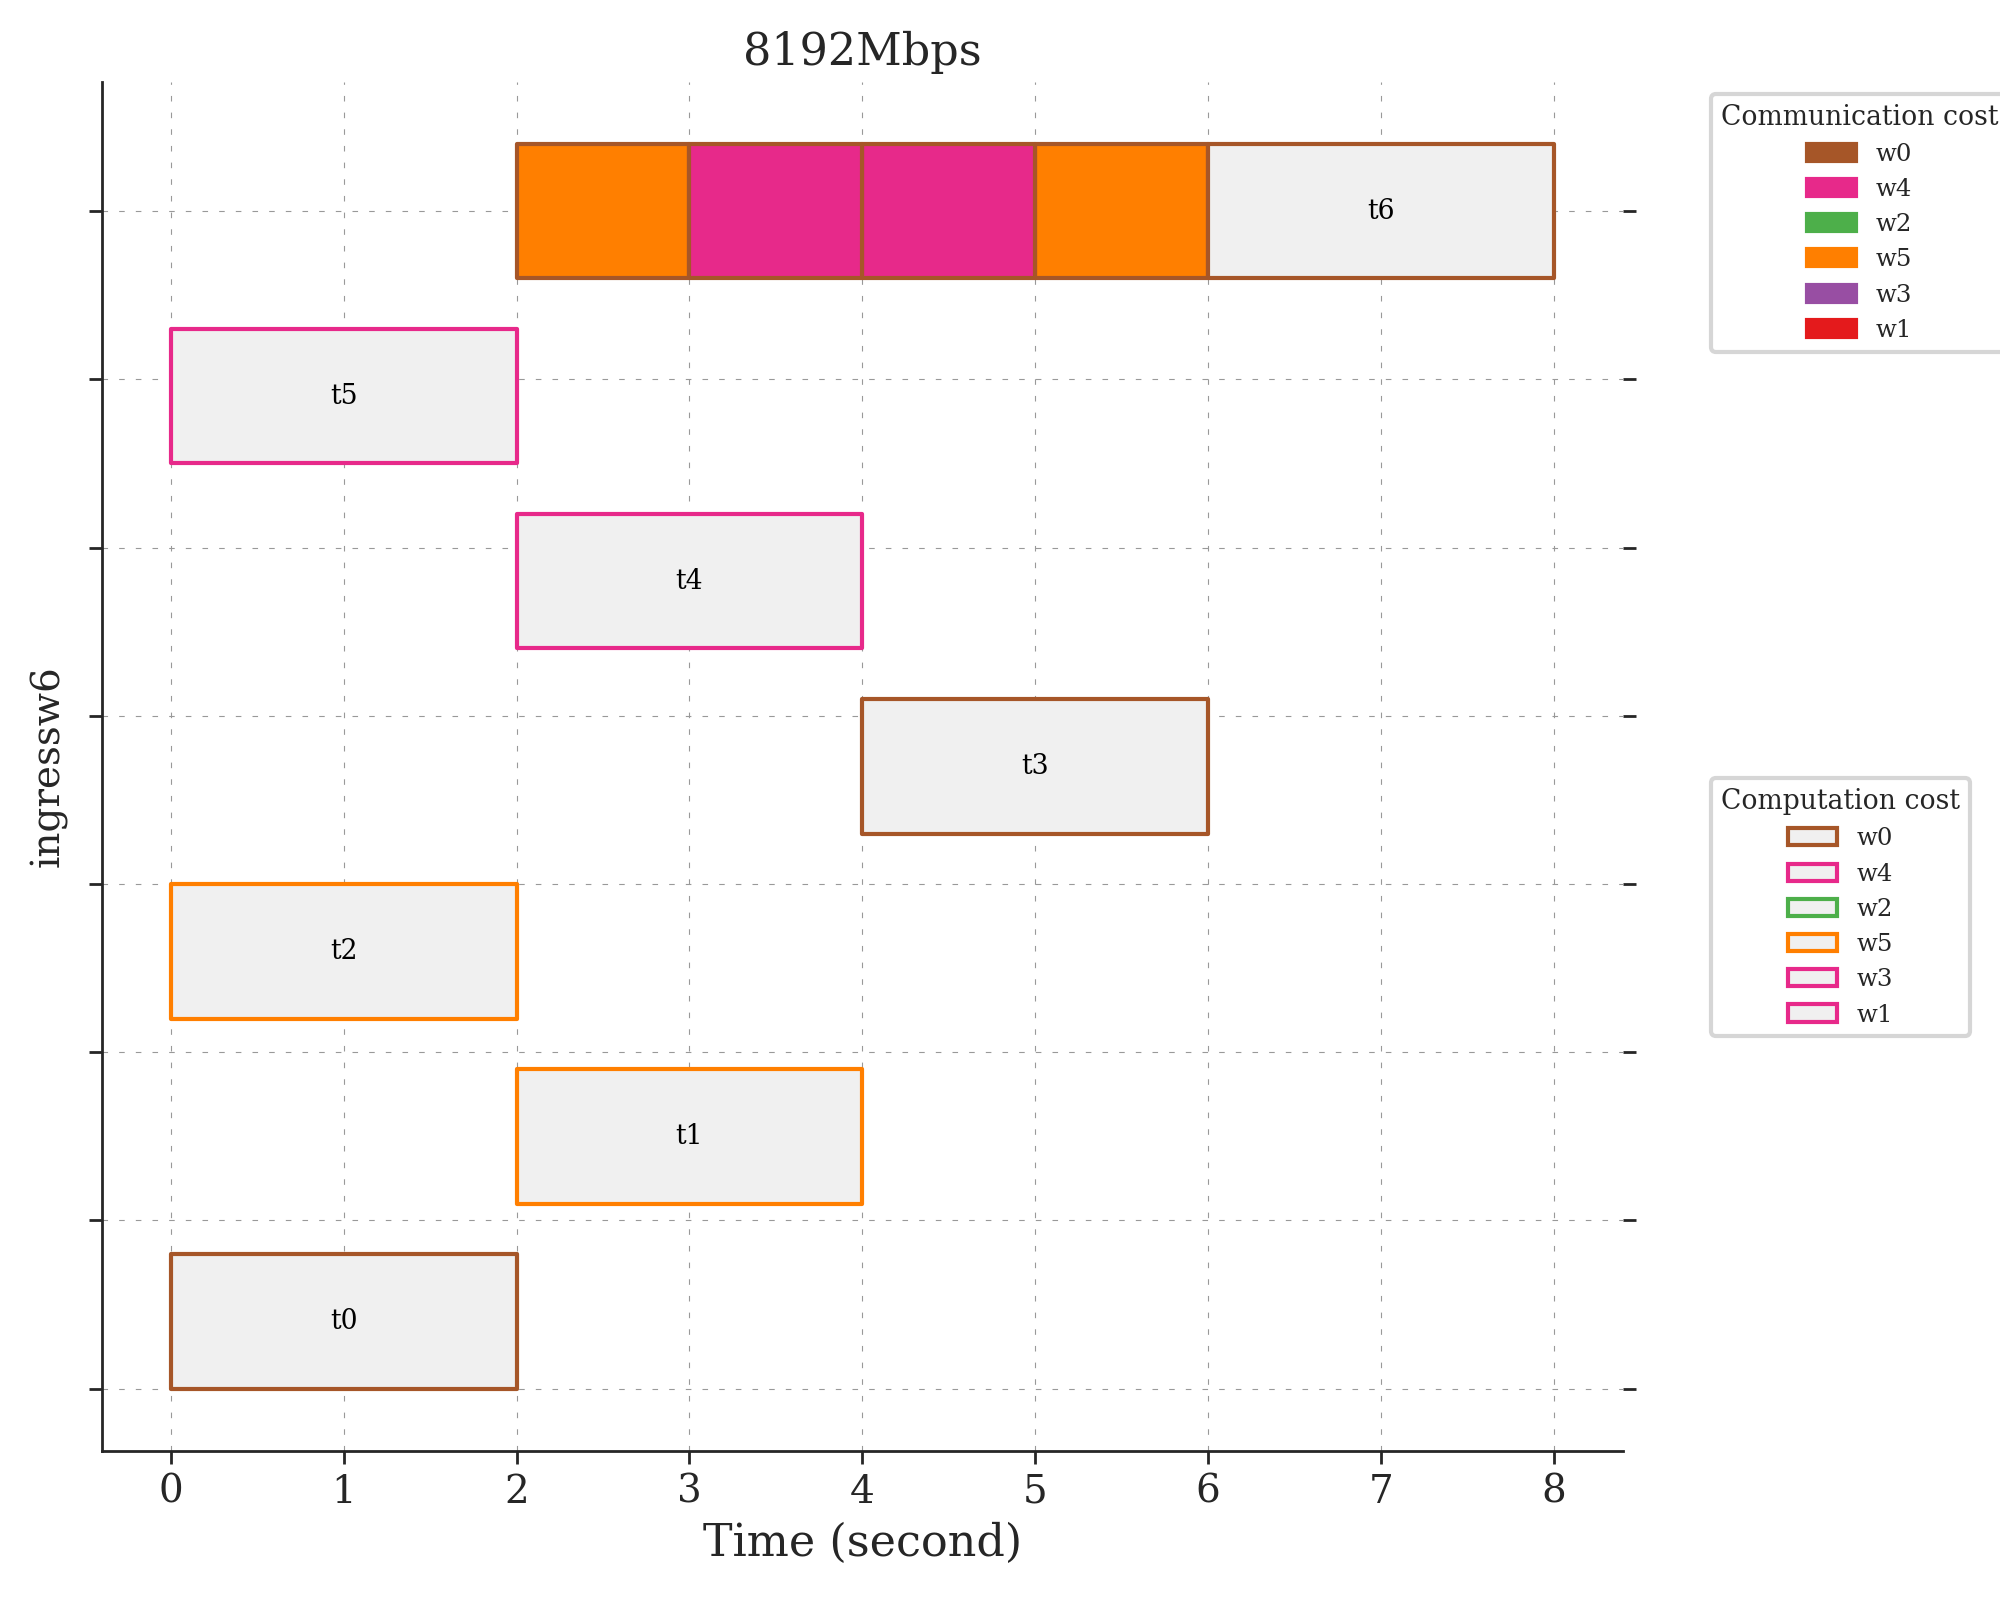 8192Mbps
Communication cost
w0
w4
w2
w5
w3
w1
t6
t5
t4
t3
t2
t1
t0
ingressw6
Computation cost
w0
w4
w2
w5
w3
w1
0 1 2 3 4 5 6 7 8
Time (second)